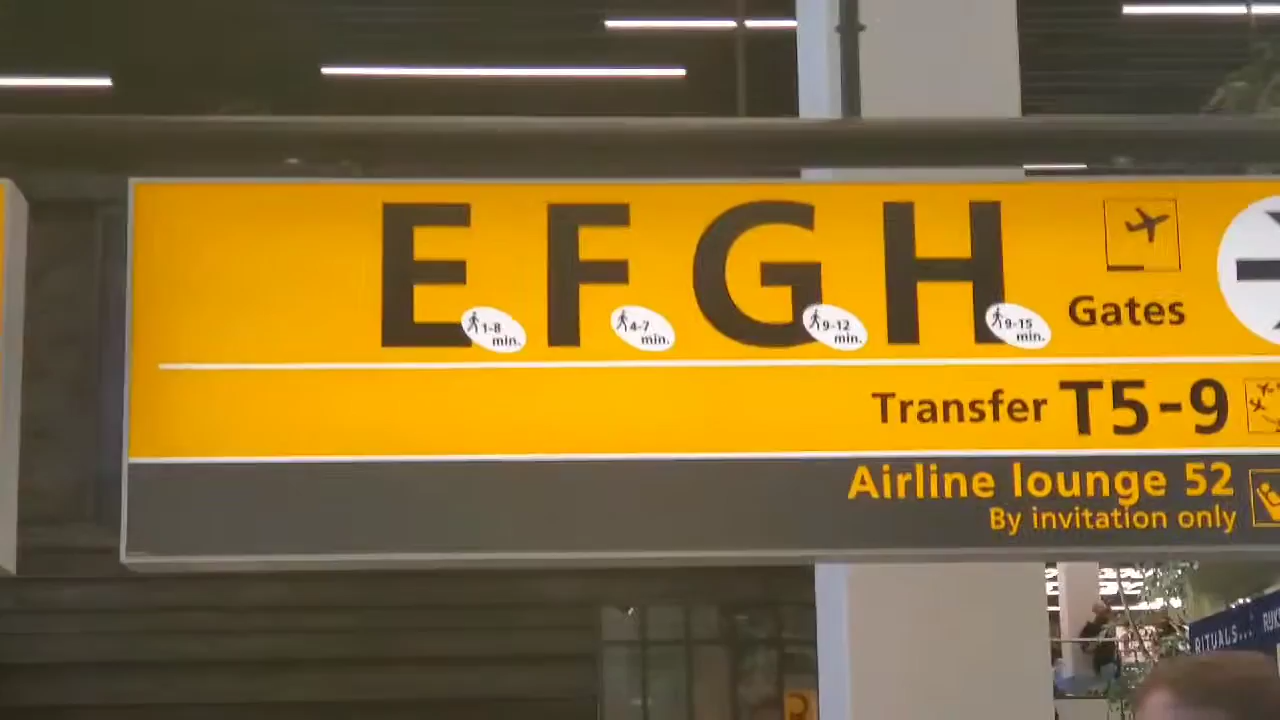 E 1-8 min. F 4-7 min. G 9-12 min. H 9-15 min. Gates
Transfer T5-9
Airline lounge 52
By invitation only
RITUALS...